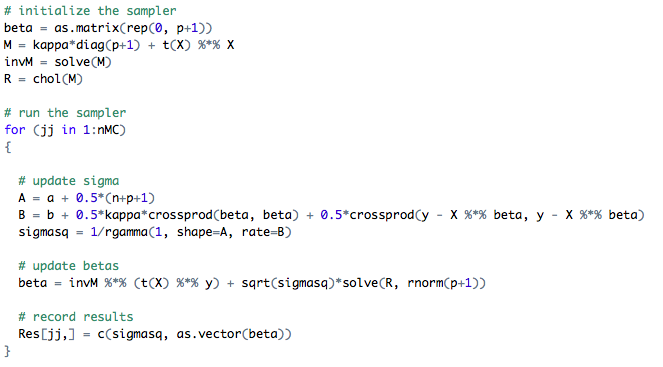 # initialize the sampler
beta = as.matrix(rep(0, p+1))
M = kappa*diag(p+1) + t(X) %*% X
invM = solve(M)
R = chol(M)
# run the sampler
for (jj in 1:nMC)
{
# update sigma
A = a + 0.5*(n+p+1)
B = b + 0.5*kappa*crossprod(beta, beta) + 0.5*crossprod(y - X %*% beta, y - X %*% beta)
sigmasq = 1/rgamma(1, shape=A, rate=B)
# update betas
beta = invM %*% (t(X) %*% y) + sqrt(sigmasq)*solve(R, rnorm(p+1))
# record results
Res[jj,] = c(sigmasq, as.vector(beta))
}